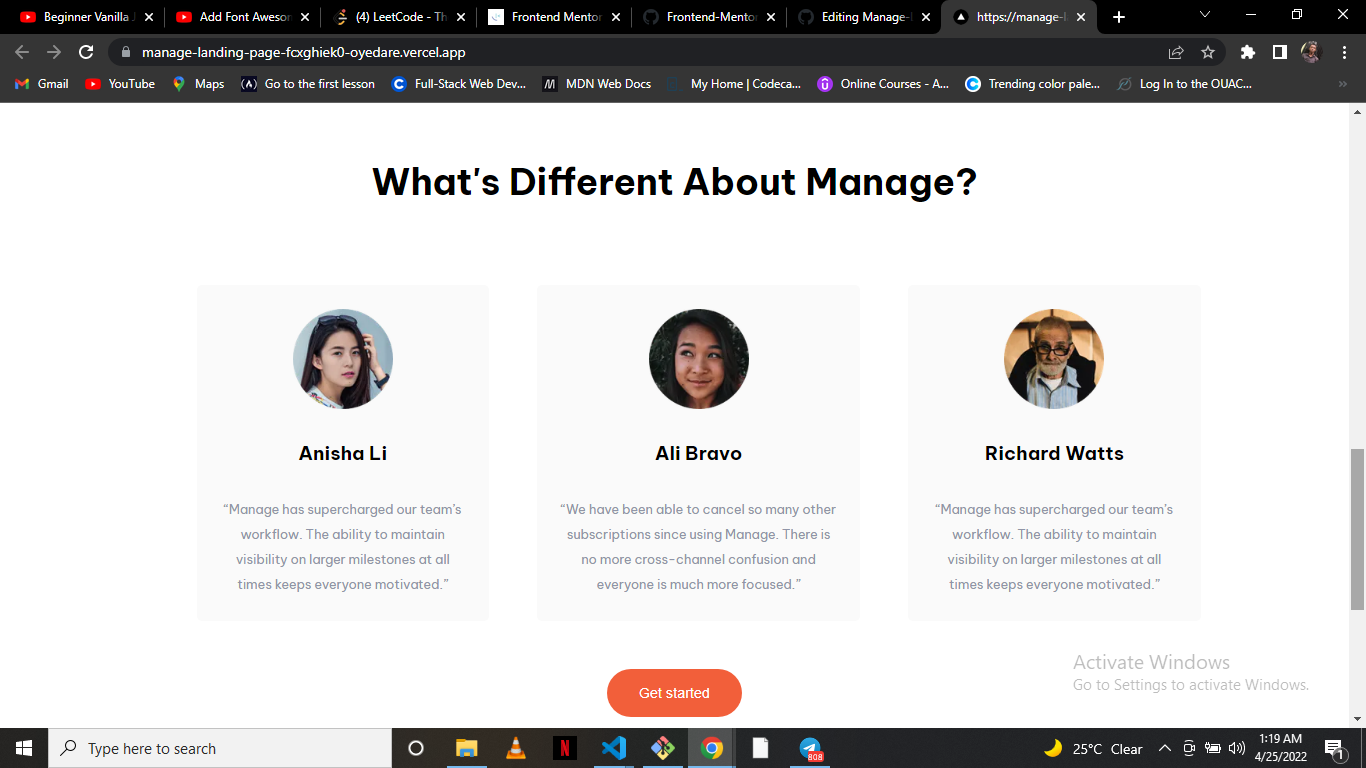 Beginner Vanilla J
Add Font Awesor
(4) LeetCode - Th
Frontend Mentor
Frontend-Mentor
Editing Manage-
https://manage-l
manage-landing-page-fcxghiek0-oyedare.vercel.app
Gmail
YouTube
Maps
Go to the first lesson
Full-Stack Web Dev...
MDN Web Docs
My Home | Codeca...
Online Courses - A...
Trending color pale...
Log In to the OUAC...
What's Different About Manage?
Anisha Li
“Manage has supercharged our team’s
workflow. The ability to maintain
visibility on larger milestones at all
times keeps everyone motivated.”
Ali Bravo
“We have been able to cancel so many other
subscriptions since using Manage. There is
no more cross-channel confusion and
everyone is much more focused.”
Richard Watts
“Manage has supercharged our team’s
workflow. The ability to maintain
visibility on larger milestones at all
times keeps everyone motivated.”
Get started
Activate Windows
Go to Settings to activate Windows.
Type here to search
808
25°C Clear
1:19 AM
4/25/2022
1